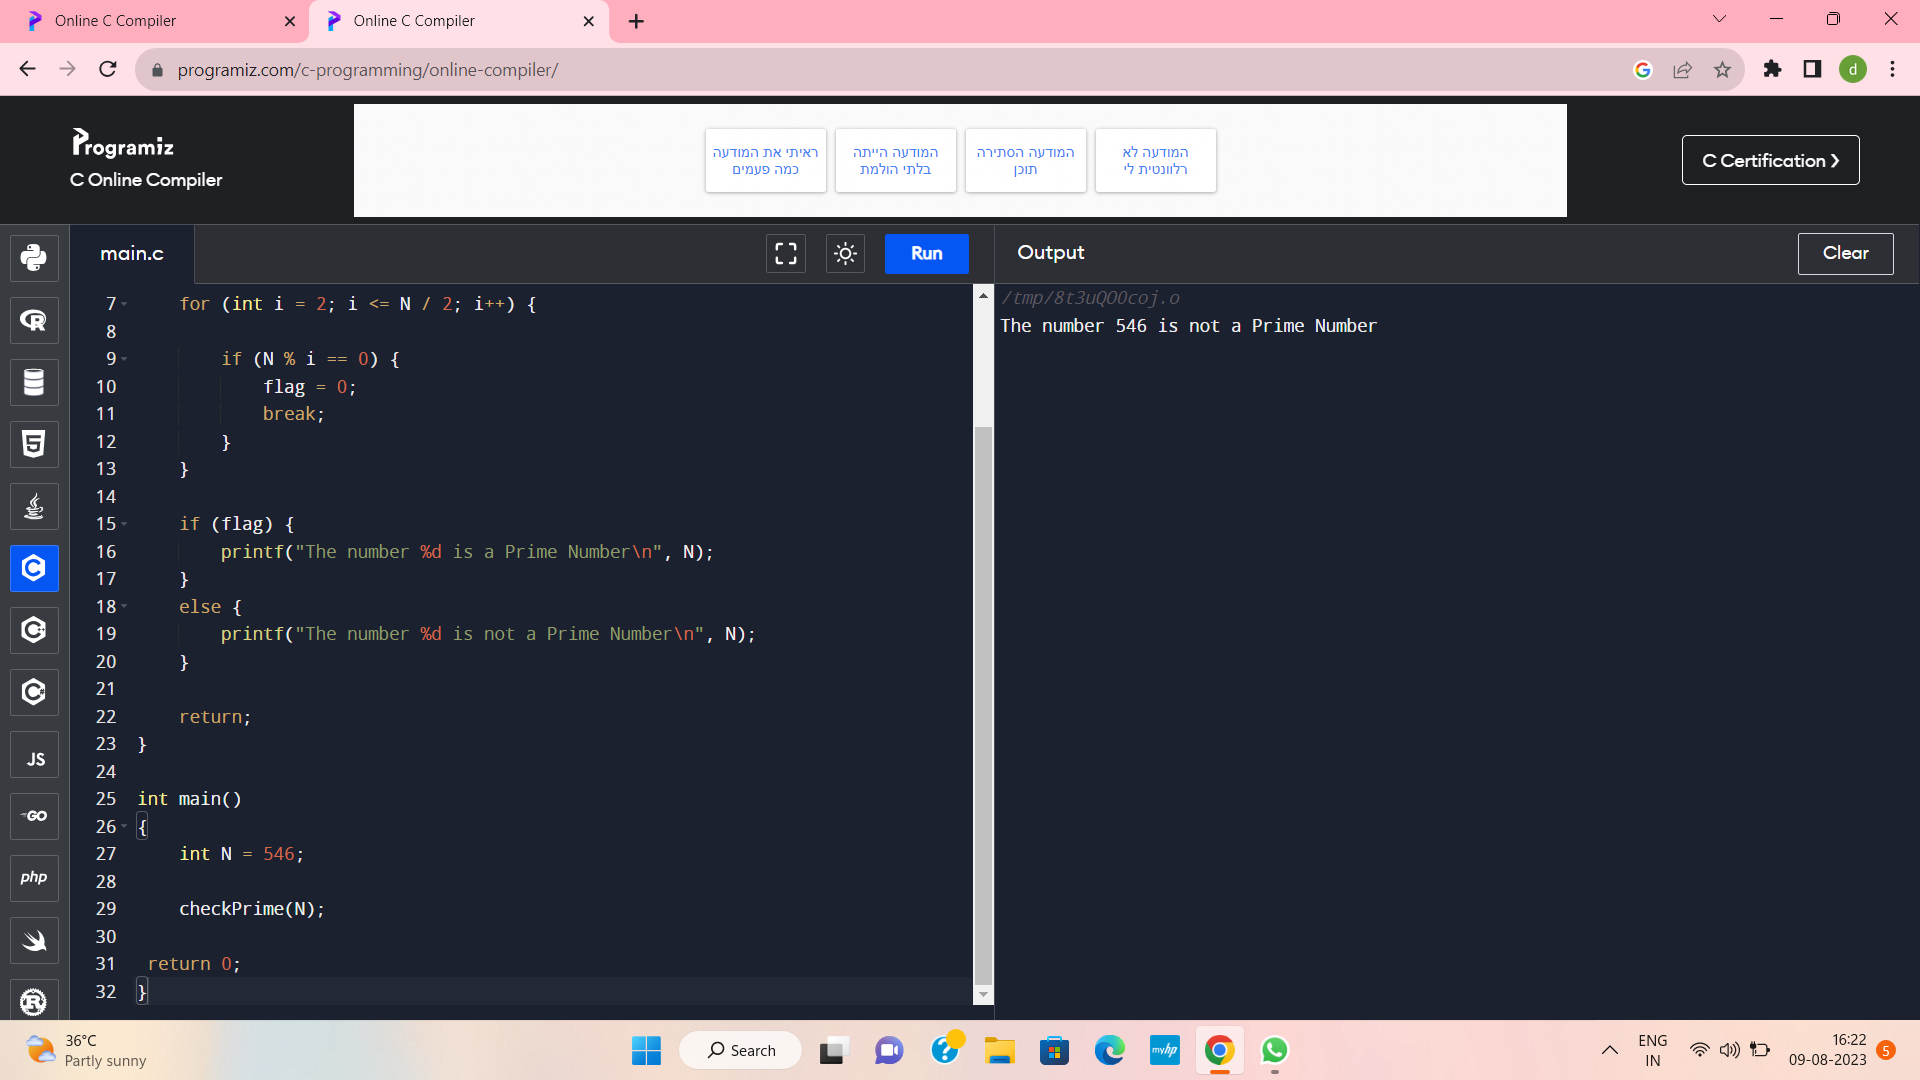 Online C Compiler
Online C Compiler
programiz.com/c-programming/online-compiler/
d
Programiz
C Online Compiler
ראיתי את המודעה
כמה פעמים
המודעה הייתה
בלתי הולמת
המודעה הסתירה
תוכן
המודעה לא
רלוונטית לי
C Certification ❯
main.c
Run
Output
Clear
7 for (int i = 2; i <= N / 2; i++) {
8
9 if (N % i == 0) {
10 flag = 0;
11 break;
12 }
13 }
14
15 if (flag) {
16 printf("The number %d is a Prime Number\n", N);
17 }
18 else {
19 printf("The number %d is not a Prime Number\n", N);
20 }
21
22 return;
23 }
24
25 int main()
26 {
27 int N = 546;
28
29 checkPrime(N);
30
31 return 0;
32 }
/tmp/8t3uQOOcoj.o
The number 546 is not a Prime Number
JS
GO
php
36°C
Partly sunny
Search
myhp
ENG
IN
16:22
09-08-2023
5